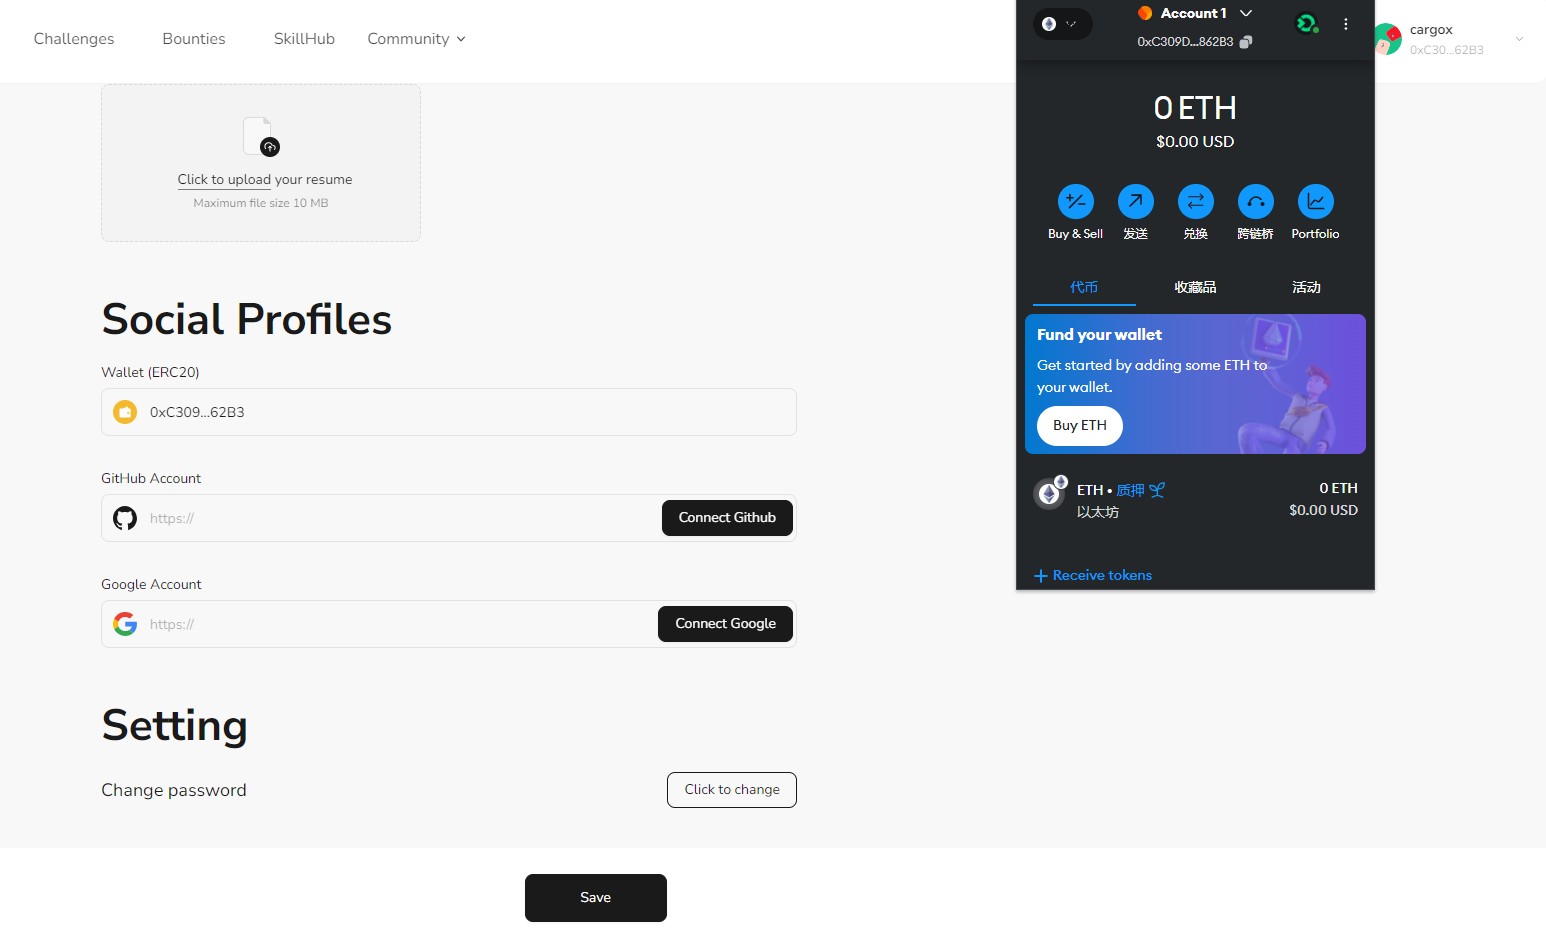 Challenges
Bounties
SkillHub
Community
Account 1
0xC309D...862B3
cargox
0xC30...62B3
Click to upload your resume
Maximum file size 10 MB
Social Profiles
Wallet (ERC20)
0xC309...62B3
GitHub Account
https://
Connect Github
Google Account
https://
Connect Google
Setting
Change password
Click to change
Save
0 ETH
$0.00 USD
Buy & Sell
发送
兑换
跨链桥
Portfolio
代币
收藏品
活动
Fund your wallet
Get started by adding some ETH to
your wallet.
Buy ETH
ETH • 质押
0 ETH
以太坊
$0.00 USD
+ Receive tokens